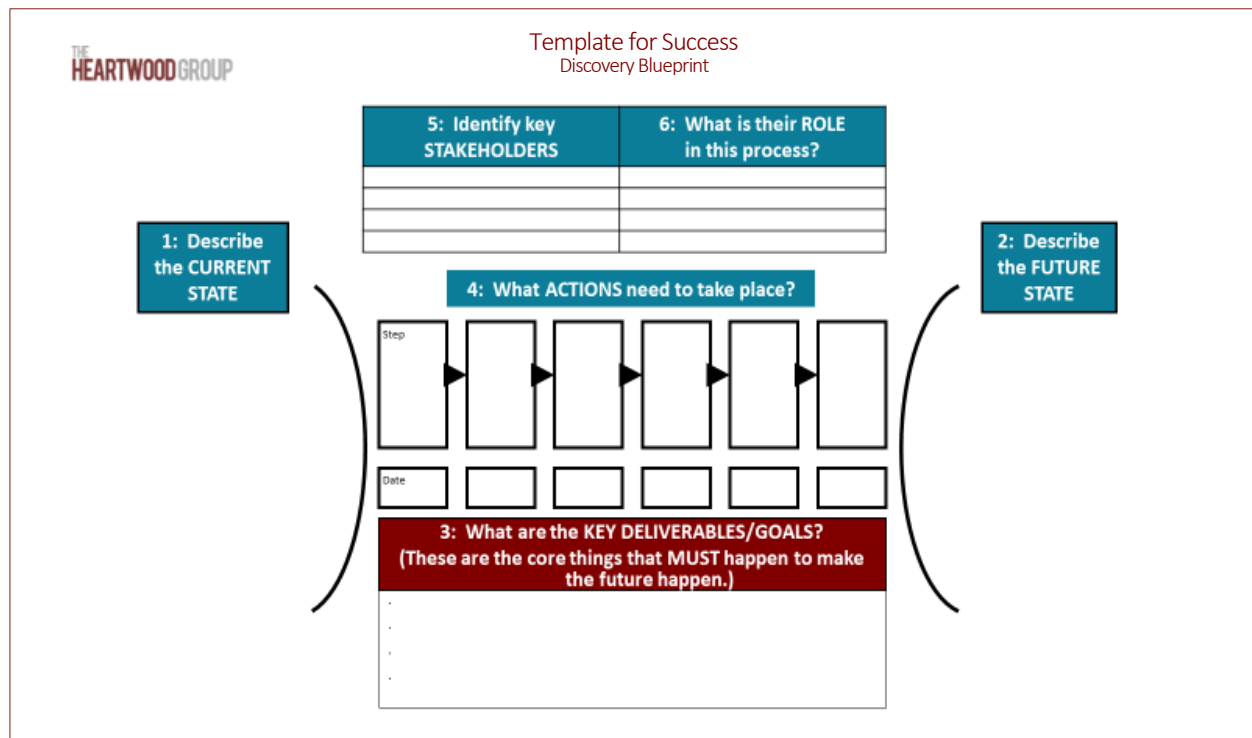 THE
HEARTWOOD GROUP
Template for Success
Discovery Blueprint
5: Identify key
STAKEHOLDERS
6: What is their ROLE
in this process?
1: Describe
the CURRENT
STATE
2: Describe
the FUTURE
STATE
4: What ACTIONS need to take place?
Step
Date
3: What are the KEY DELIVERABLES/GOALS?
(These are the core things that MUST happen to make
the future happen.)